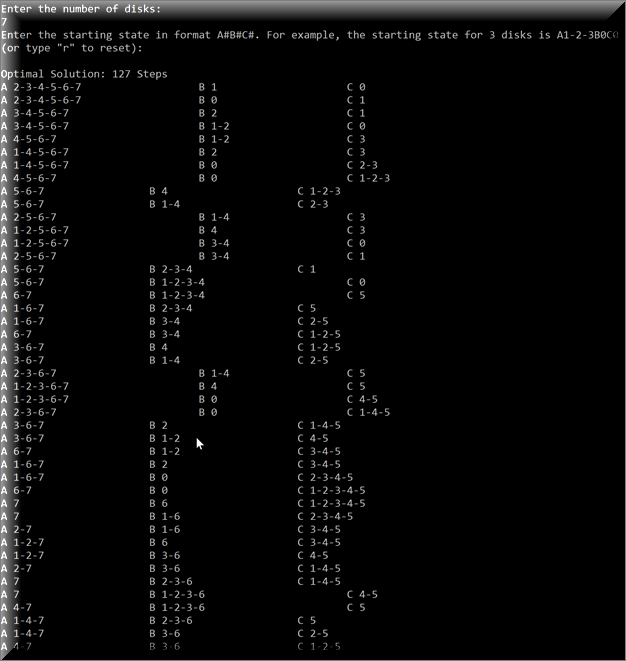 Enter the number of disks:
7
Enter the starting state in format A#B#C#. For example, the starting state for 3 disks is A1-2-3B0C0
(or type "r" to reset):
Optimal Solution: 127 Steps
A 2-3-4-5-6-7 B 1 C 0
A 2-3-4-5-6-7 B 0 C 1
A 3-4-5-6-7 B 2 C 1
A 3-4-5-6-7 B 1-2 C 0
A 4-5-6-7 B 1-2 C 3
A 1-4-5-6-7 B 2 C 3
A 1-4-5-6-7 B 0 C 2-3
A 4-5-6-7 B 0 C 1-2-3
A 5-6-7 B 4 C 1-2-3
A 5-6-7 B 1-4 C 2-3
A 2-5-6-7 B 1-4 C 3
A 1-2-5-6-7 B 4 C 3
A 1-2-5-6-7 B 3-4 C 0
A 2-5-6-7 B 3-4 C 1
A 5-6-7 B 2-3-4 C 1
A 5-6-7 B 1-2-3-4 C 0
A 6-7 B 1-2-3-4 C 5
A 1-6-7 B 2-3-4 C 5
A 1-6-7 B 3-4 C 2-5
A 6-7 B 3-4 C 1-2-5
A 3-6-7 B 4 C 1-2-5
A 3-6-7 B 1-4 C 2-5
A 2-3-6-7 B 1-4 C 5
A 1-2-3-6-7 B 4 C 5
A 1-2-3-6-7 B 0 C 4-5
A 2-3-6-7 B 0 C 1-4-5
A 3-6-7 B 2 C 1-4-5
A 3-6-7 B 1-2 C 4-5
A 6-7 B 1-2 C 3-4-5
A 1-6-7 B 2 C 3-4-5
A 1-6-7 B 0 C 2-3-4-5
A 6-7 B 0 C 1-2-3-4-5
A 7 B 6 C 1-2-3-4-5
A 7 B 1-6 C 2-3-4-5
A 2-7 B 1-6 C 3-4-5
A 1-2-7 B 6 C 3-4-5
A 1-2-7 B 3-6 C 4-5
A 2-7 B 3-6 C 1-4-5
A 7 B 2-3-6 C 1-4-5
A 7 B 1-2-3-6 C 4-5
A 4-7 B 1-2-3-6 C 5
A 1-4-7 B 2-3-6 C 5
A 1-4-7 B 3-6 C 2-5
A 4-7 B 3-6 C 1-2-5